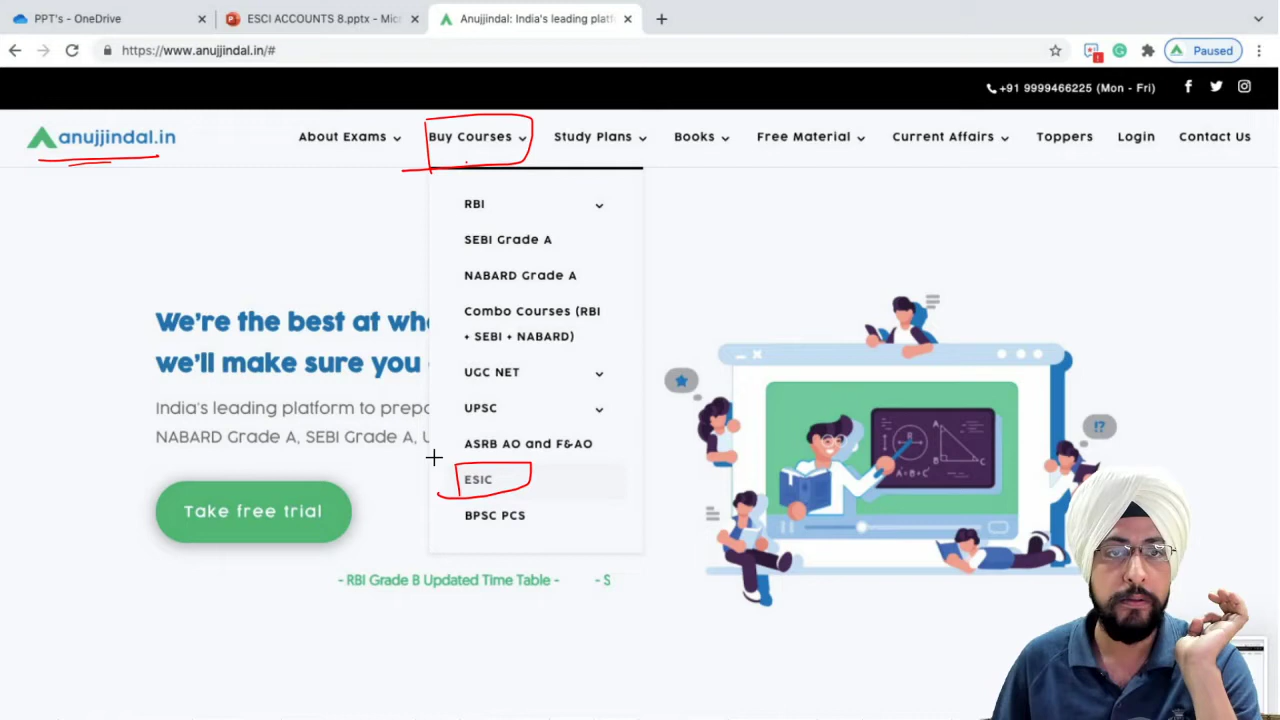 PPT's - OneDrive
ESCI ACCOUNTS 8.pptx - Mic
Anujjindal: India's leading platf
https://www.anujjindal.in/#
Paused
+91 9999466225 (Mon - Fri)
anujjindal.in
About Exams
Buy Courses
Study Plans
Books
Free Material
Current Affairs
Toppers
Login
Contact Us
RBI
SEBI Grade A
NABARD Grade A
Combo Courses (RBI
+ SEBI + NABARD)
UGC NET
UPSC
ASRB AO and F&AO
ESIC
BPSC PCS
We're the best at wh
we'll make sure you
India's leading platform to prep
NABARD Grade A, SEBI Grade A, U
Take free trial
- RBI Grade B Updated Time Table -
- S
!?
A
B
C